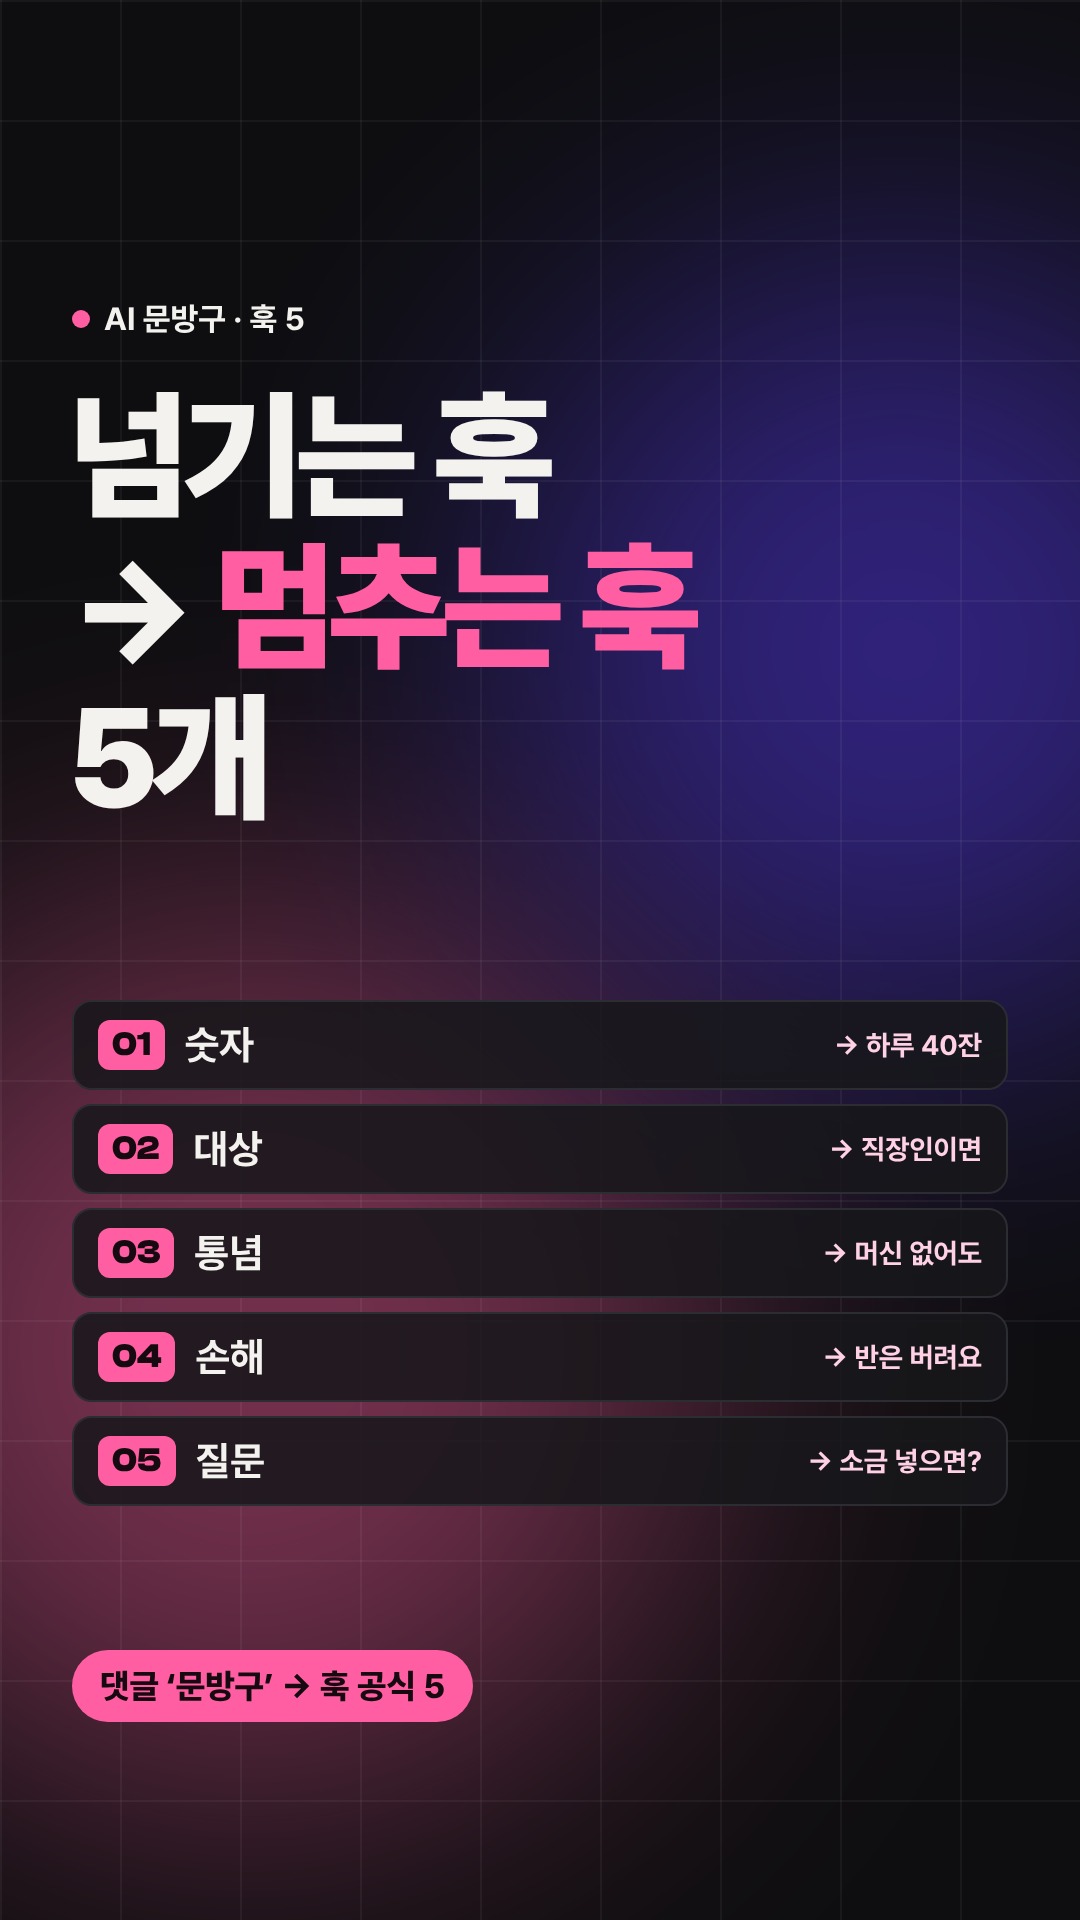 AI 문방구 · 훅 5
넘기는 훅
→ 멈추는 훅
5개
01 숫자 → 하루 40잔
02 대상 → 직장인이면
03 통념 → 머신 없어도
04 손해 → 반은 버려요
05 질문 → 소금 넣으면?
댓글 ‘문방구’ → 훅 공식 5